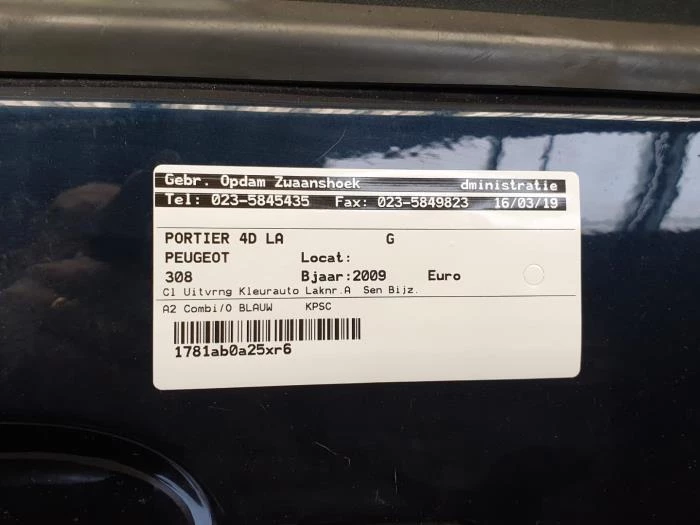 Gebr. Opdam Zwaanshoek dministratie
Tel: 023-5845435 Fax: 023-5849823 16/03/19
PORTIER 4D LA G
PEUGEOT Locat:
308 Bjaar:2009 Euro
Cl Uitvrng Kleurauto Laknr.A Sen Bijz.
A2 Combi/O BLAUW KPSC
1781ab0a25xr6